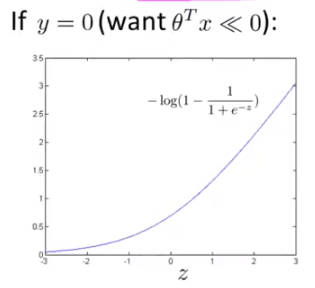 If y = 0 (want θ^T x ≪ 0):
3.5
3
2.5
2
1.5
1
0.5
0
−log(1 − 1/(1 + e^{−z}))
-3 -2 -1 0 1 2 3
z